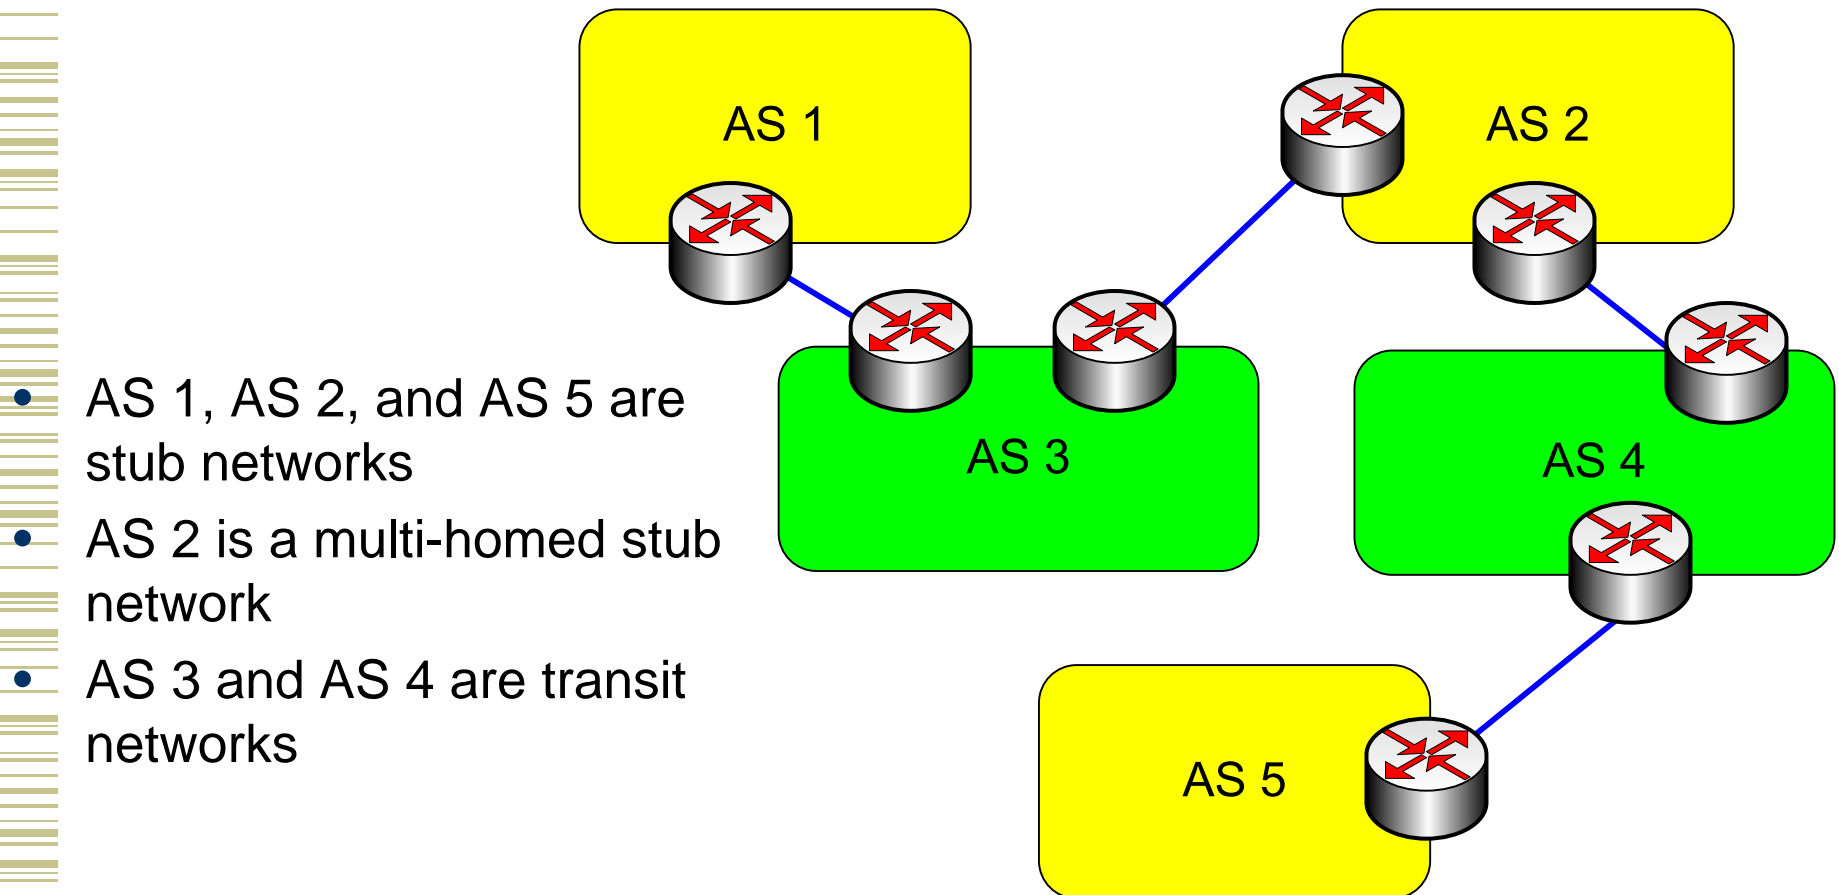 AS 1
AS 2
AS 3
AS 4
AS 5
• AS 1, AS 2, and AS 5 are
stub networks
• AS 2 is a multi-homed stub
network
• AS 3 and AS 4 are transit
networks